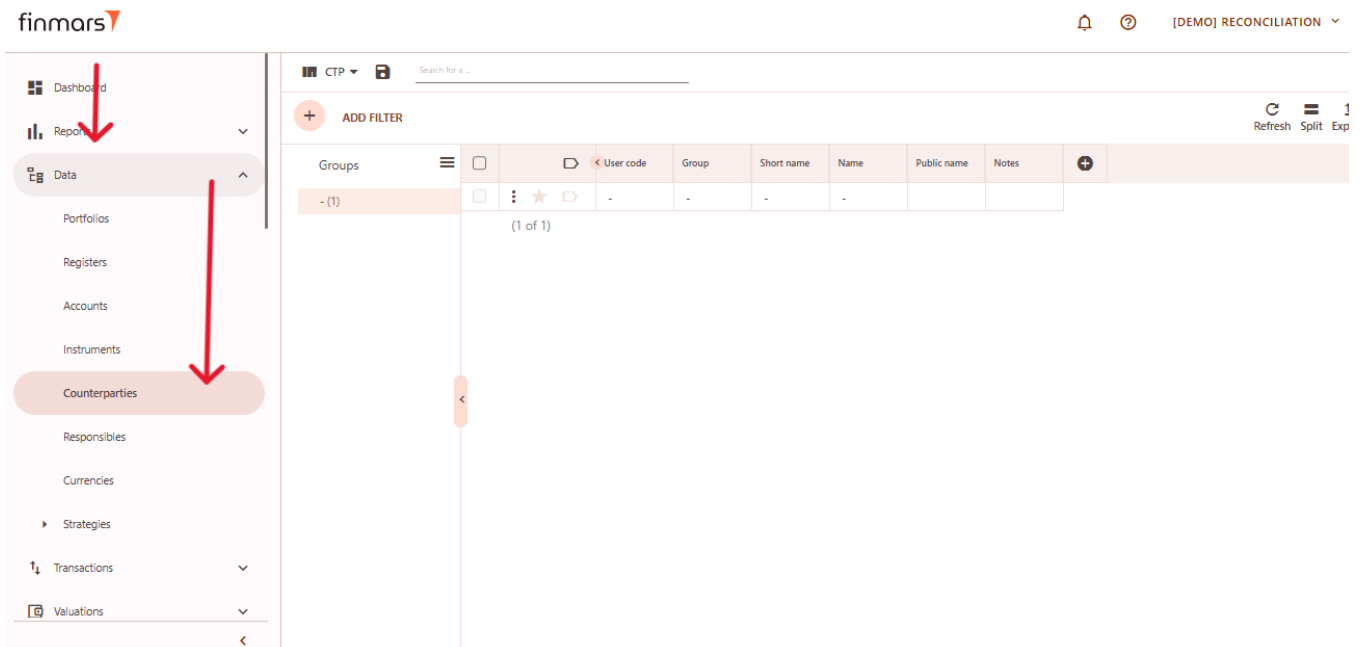 finmars
[DEMO] RECONCILIATION
Dashboard
Reports
Data
Portfolios
Registers
Accounts
Instruments
Counterparties
Responsibles
Currencies
Strategies
Transactions
Valuations
CTP
Search for a ...
+ ADD FILTER
Refresh Split Exp
Groups
User code Group Short name Name Public name Notes
- (1)
- - - -
(1 of 1)